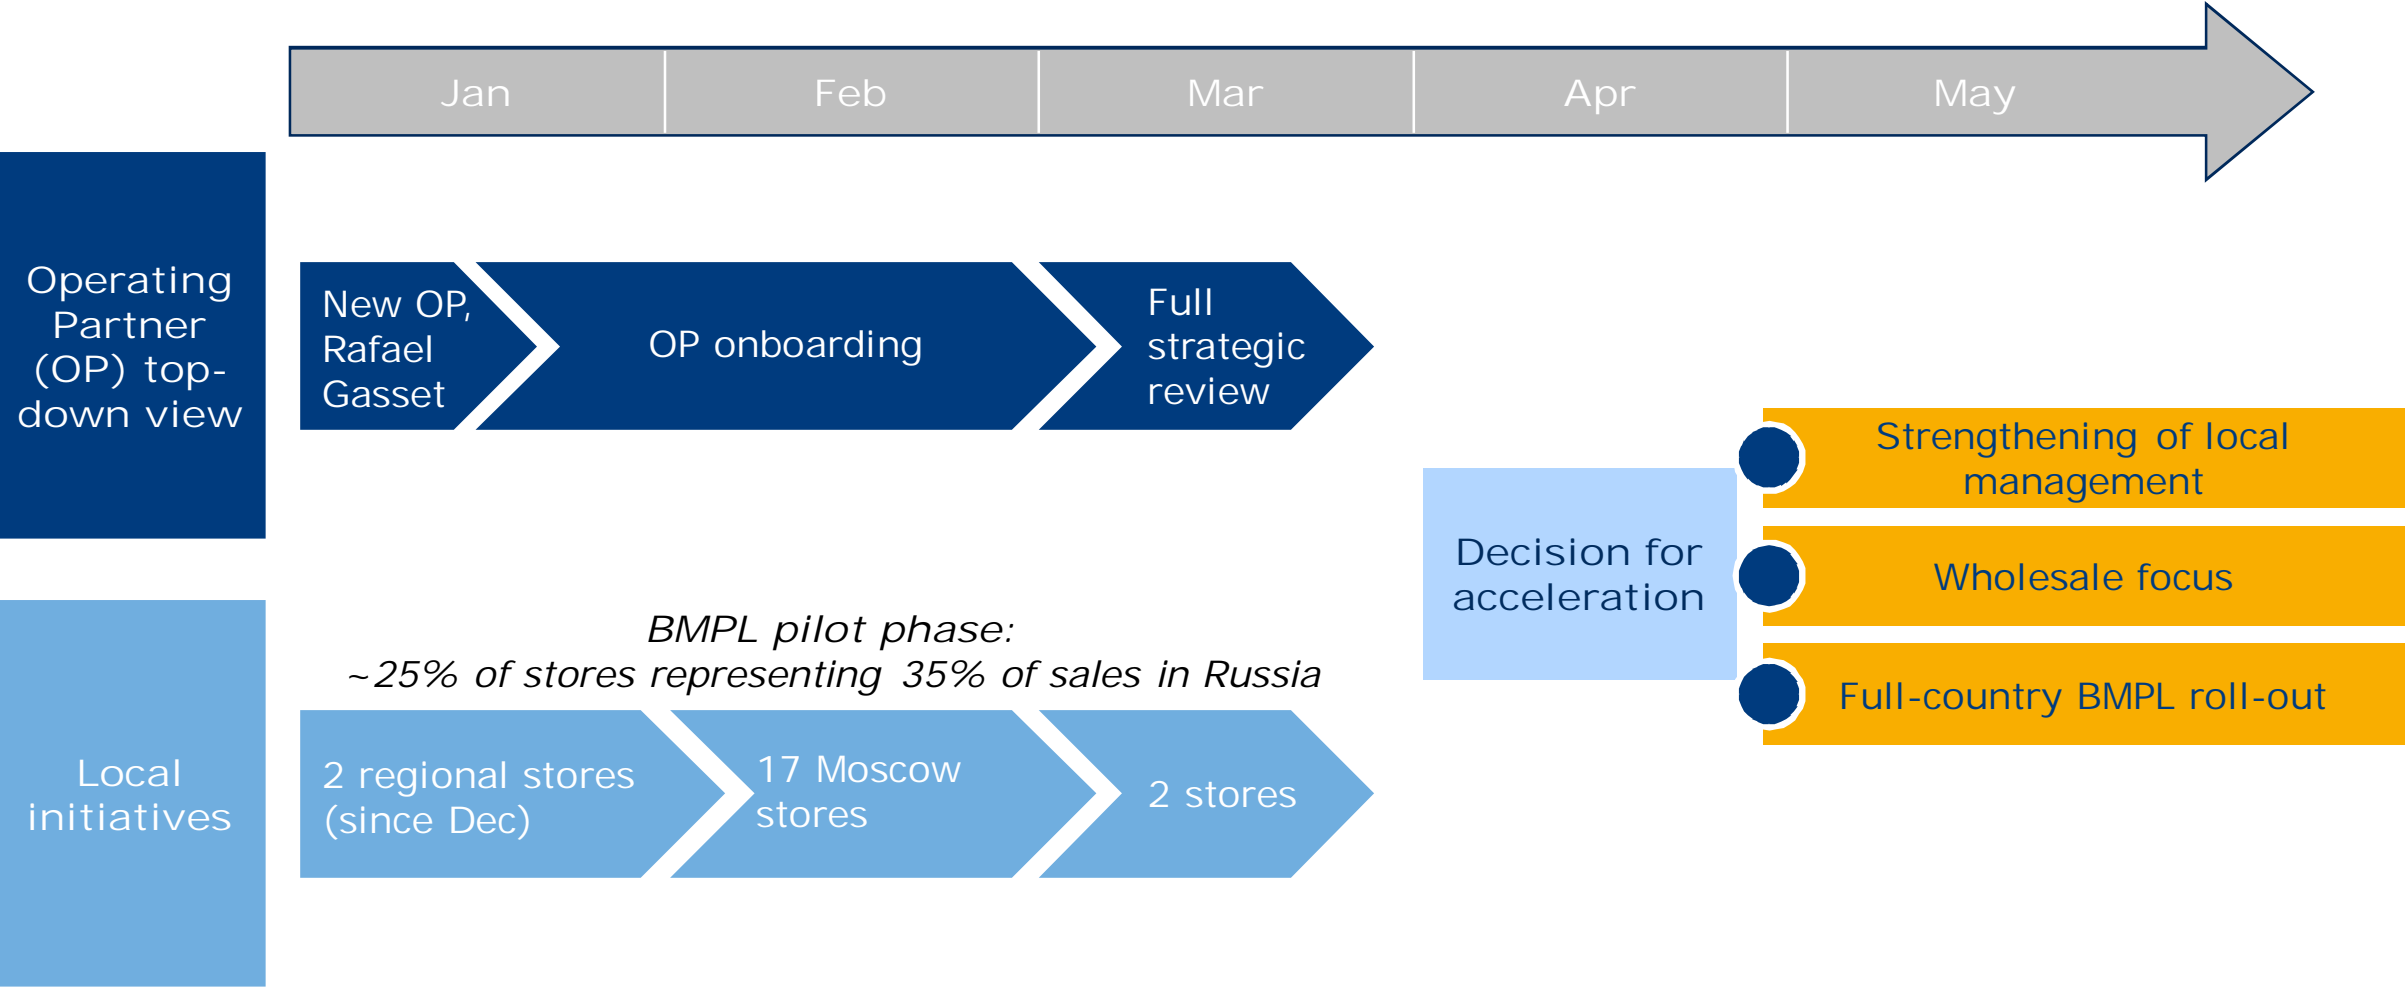 Jan
Feb
Mar
Apr
May
Operating
Partner
(OP) top-
down view
New OP,
Rafael
Gasset
OP onboarding
Full
strategic
review
Strengthening of local
management
Decision for
acceleration
Wholesale focus
Full-country BMPL roll-out
Local
initiatives
BMPL pilot phase:
~25% of stores representing 35% of sales in Russia
2 regional stores
(since Dec)
17 Moscow
stores
2 stores